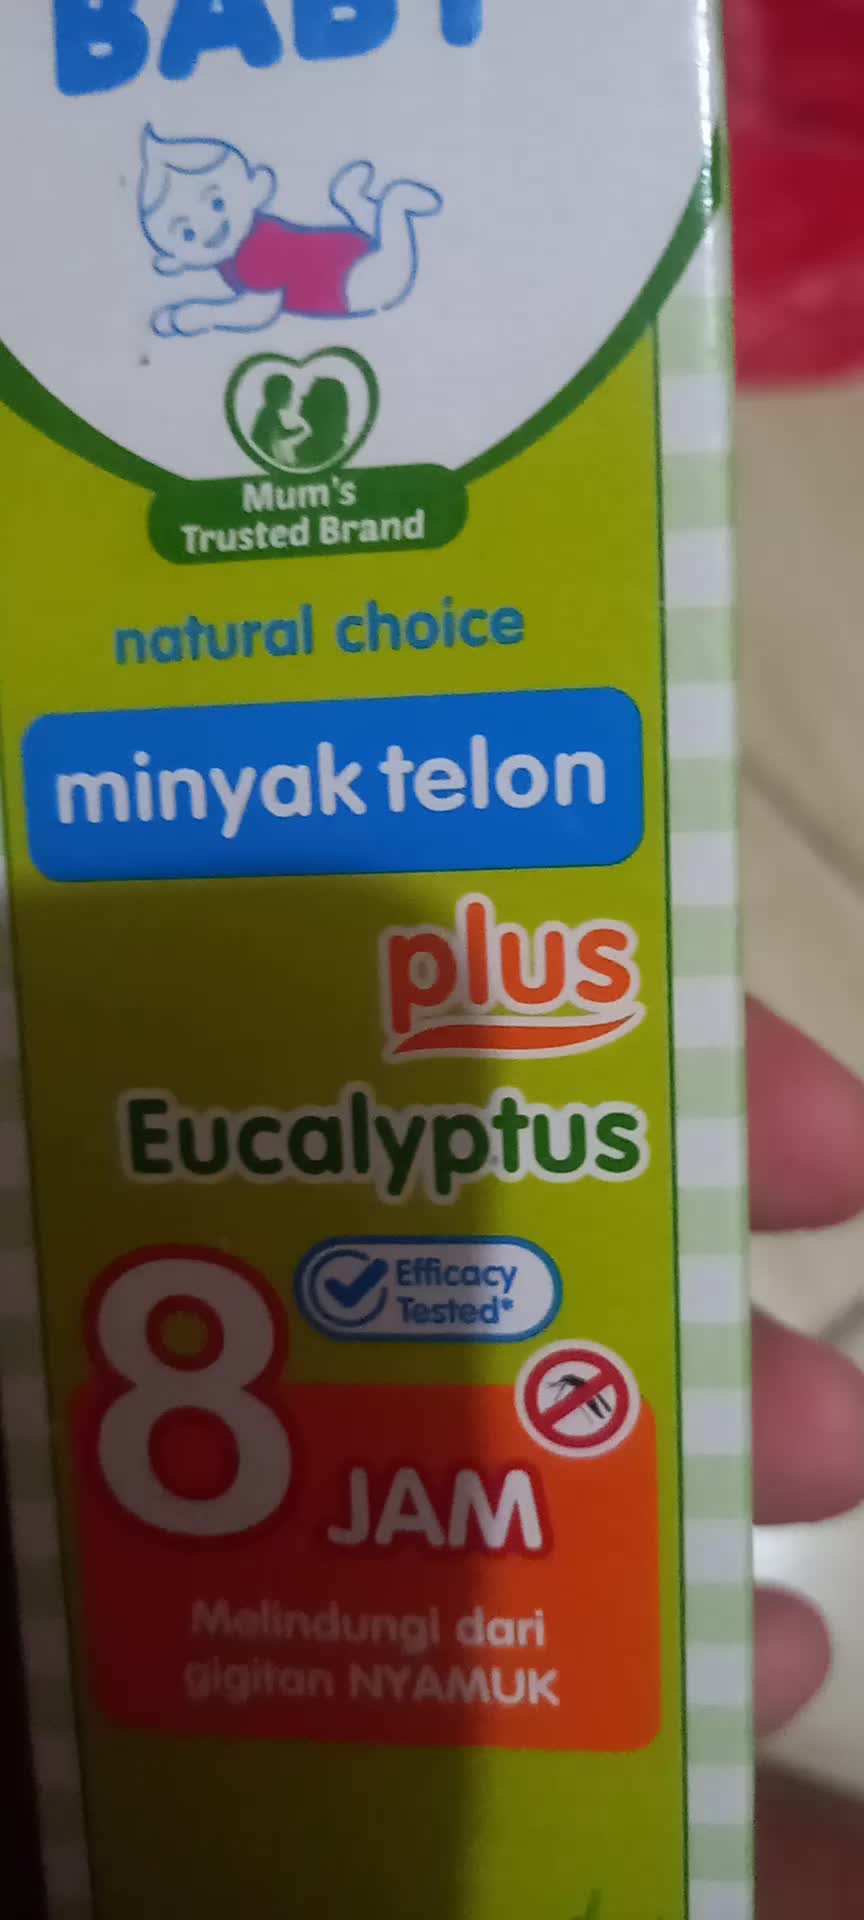 BABY
Mum's
Trusted Brand
natural choice
minyak telon
plus
Eucalyptus
Efficacy
Tested*
8
JAM
Melindungi dari
gigitan NYAMUK